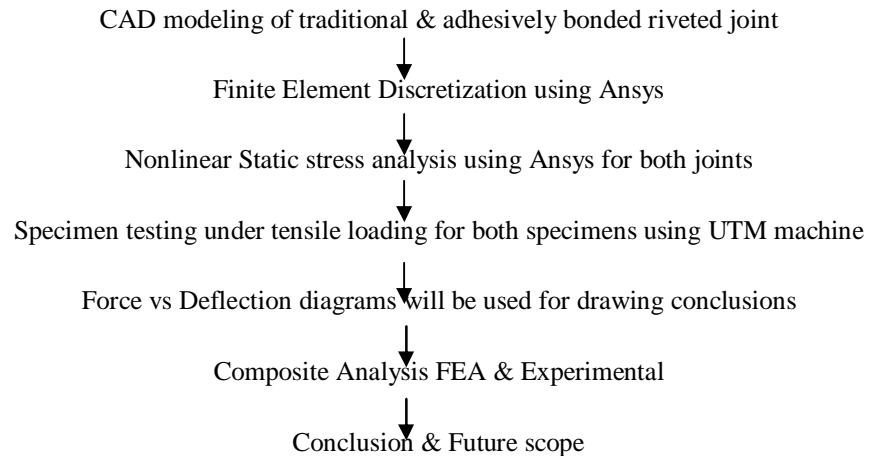 CAD modeling of traditional & adhesively bonded riveted joint
Finite Element Discretization using Ansys
Nonlinear Static stress analysis using Ansys for both joints
Specimen testing under tensile loading for both specimens using UTM machine
Force vs Deflection diagrams will be used for drawing conclusions
Composite Analysis FEA & Experimental
Conclusion & Future scope